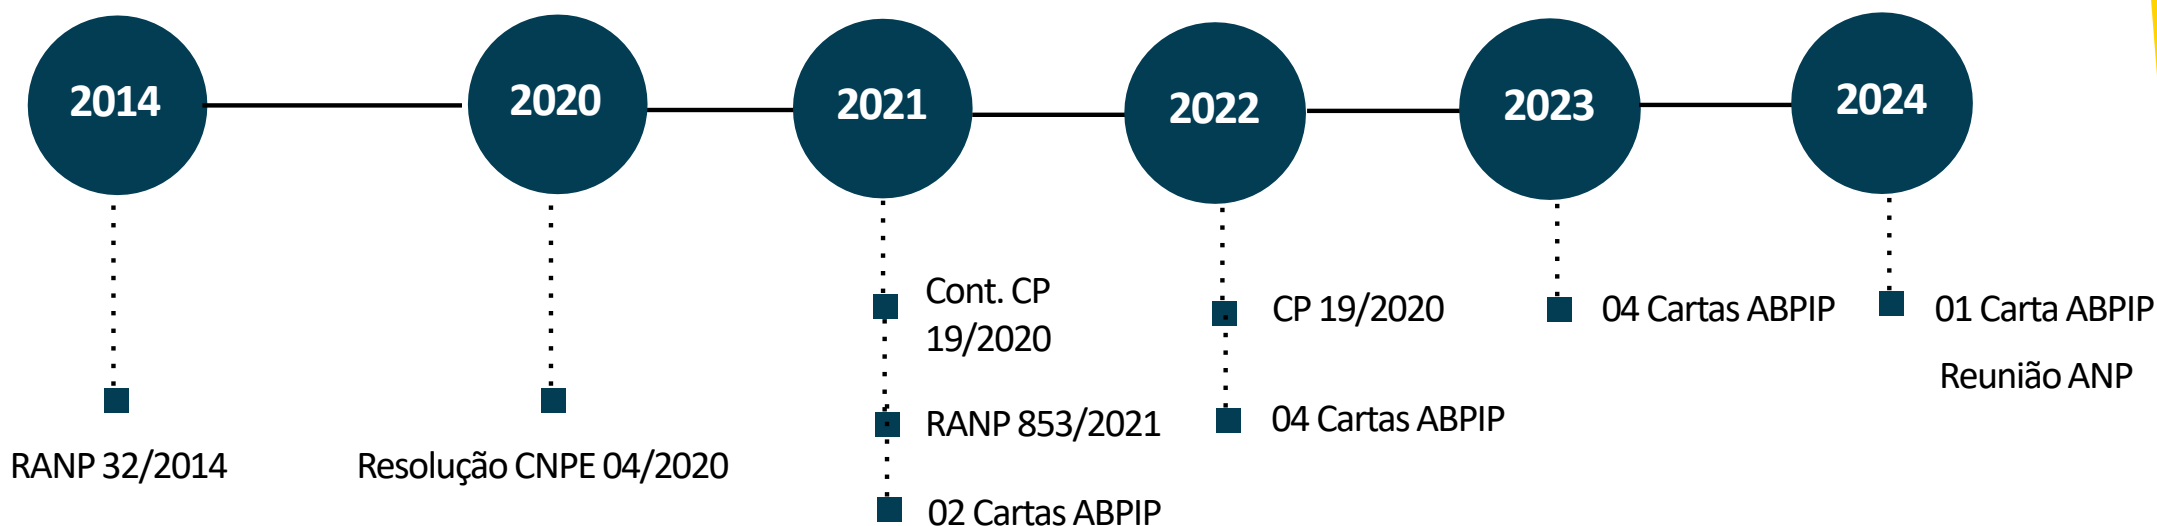 2014
2020
2021
2022
2023
2024
RANP 32/2014
Resolução CNPE 04/2020
Cont. CP
19/2020
RANP 853/2021
02 Cartas ABPIP
CP 19/2020
04 Cartas ABPIP
04 Cartas ABPIP
01 Carta ABPIP
Reunião ANP